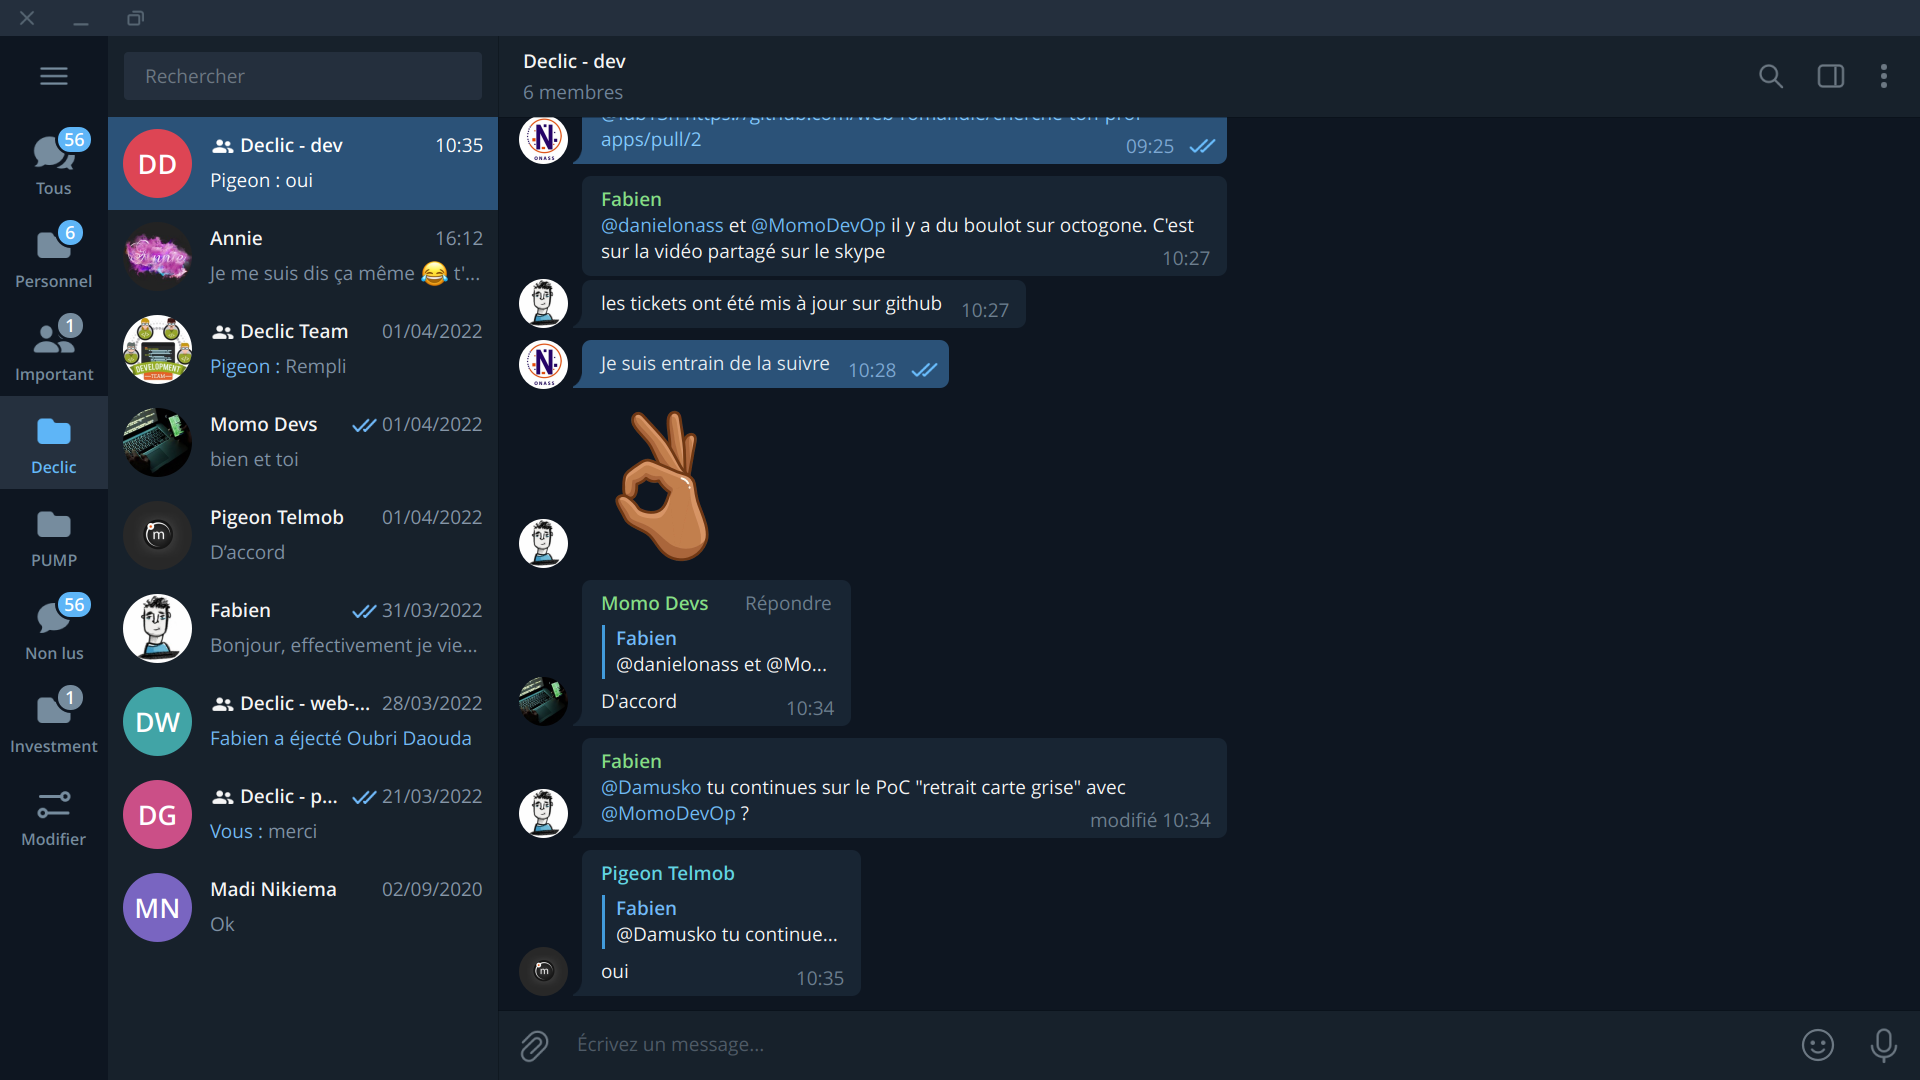 Rechercher
56
Tous
6
Personnel
1
Important
Declic
PUMP
56
Non lus
1
Investment
Modifier
DD
Declic - dev 10:35
Pigeon : oui
Annie 16:12
Je me suis dis ça même 😂 t'...
Declic Team 01/04/2022
Pigeon : Rempli
DEVELOPMENT
TEAM
Momo Devs 01/04/2022
bien et toi
Pigeon Telmob 01/04/2022
D'accord
m
Fabien 31/03/2022
Bonjour, effectivement je vie...
DW
Declic - web-... 28/03/2022
Fabien a éjecté Oubri Daouda
DG
Declic - p... 21/03/2022
Vous : merci
MN
Madi Nikiema 02/09/2020
Ok
Declic - dev
6 membres
N
ONASS
apps/pull/2
09:25
Fabien
@danielonass et @MomoDevOp il y a du boulot sur octogone. C'est
sur la vidéo partagé sur le skype
10:27
les tickets ont été mis à jour sur github 10:27
N
ONASS
Je suis entrain de la suivre 10:28
Momo Devs Répondre
Fabien
@danielonass et @Mo...
D'accord 10:34
Fabien
@Damusko tu continues sur le PoC "retrait carte grise" avec
@MomoDevOp ?
modifié 10:34
Pigeon Telmob
Fabien
@Damusko tu continue...
oui 10:35
m
Écrivez un message...